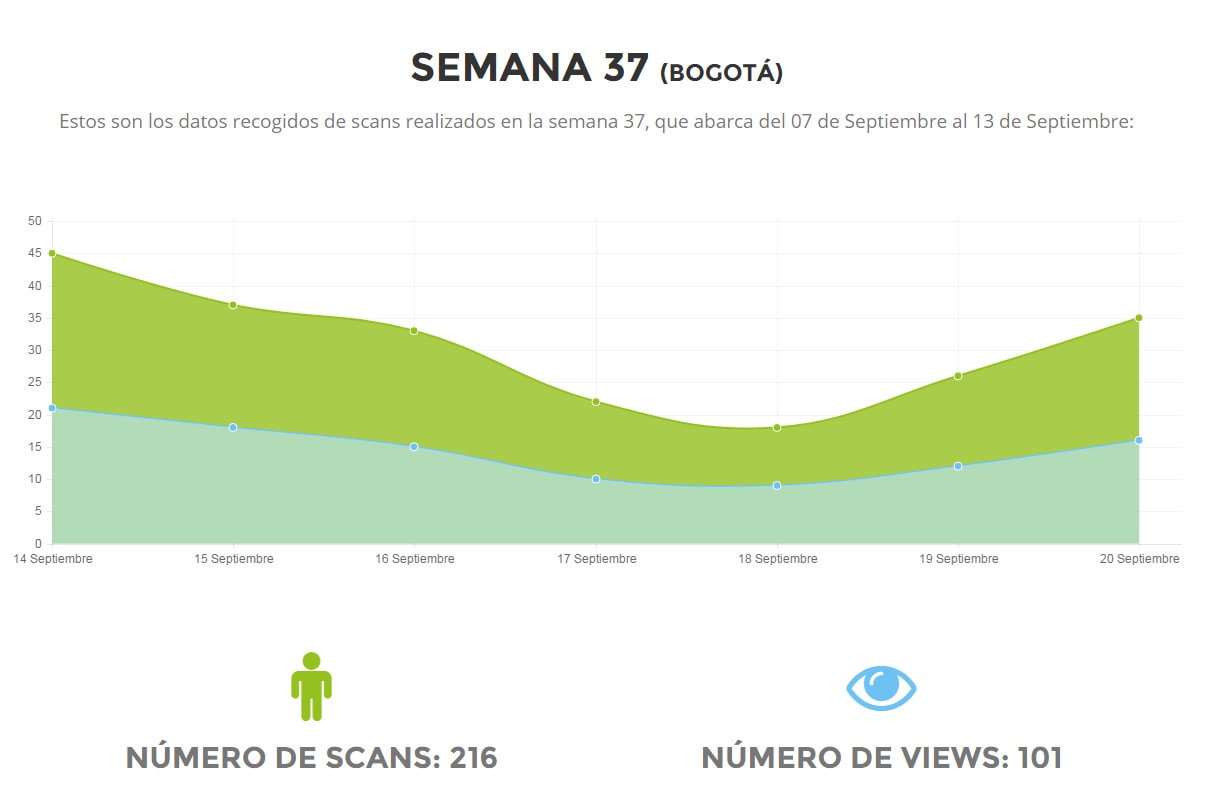 SEMANA 37 (BOGOTÁ)
Estos son los datos recogidos de scans realizados en la semana 37, que abarca del 07 de Septiembre al 13 de Septiembre:
50
45
40
35
30
25
20
15
10
5
0
14 Septiembre 15 Septiembre 16 Septiembre 17 Septiembre 18 Septiembre 19 Septiembre 20 Septiembre
NÚMERO DE SCANS: 216 NÚMERO DE VIEWS: 101